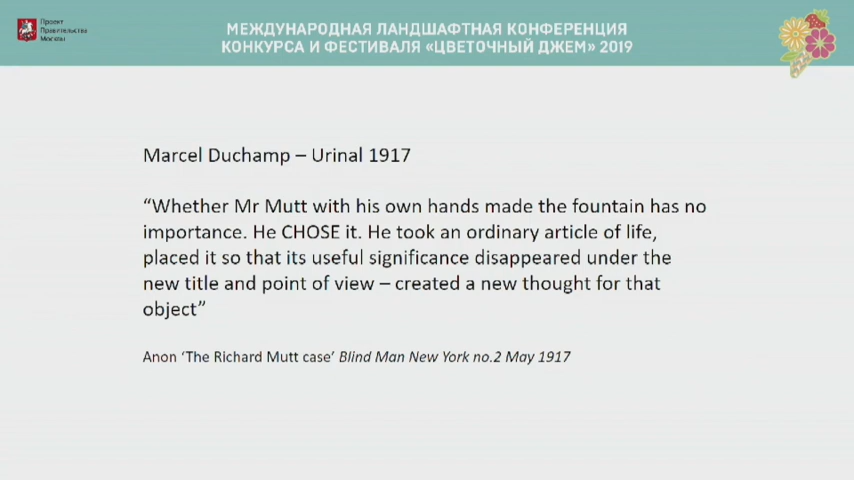 Проект
Правительства
Москвы
МЕЖДУНАРОДНАЯ ЛАНДШАФТНАЯ КОНФЕРЕНЦИЯ
КОНКУРСА И ФЕСТИВАЛЯ «ЦВЕТОЧНЫЙ ДЖЕМ» 2019
Marcel Duchamp – Urinal 1917
“Whether Mr Mutt with his own hands made the fountain has no
importance. He CHOSE it. He took an ordinary article of life,
placed it so that its useful significance disappeared under the
new title and point of view – created a new thought for that
object”
Anon ‘The Richard Mutt case’ Blind Man New York no.2 May 1917